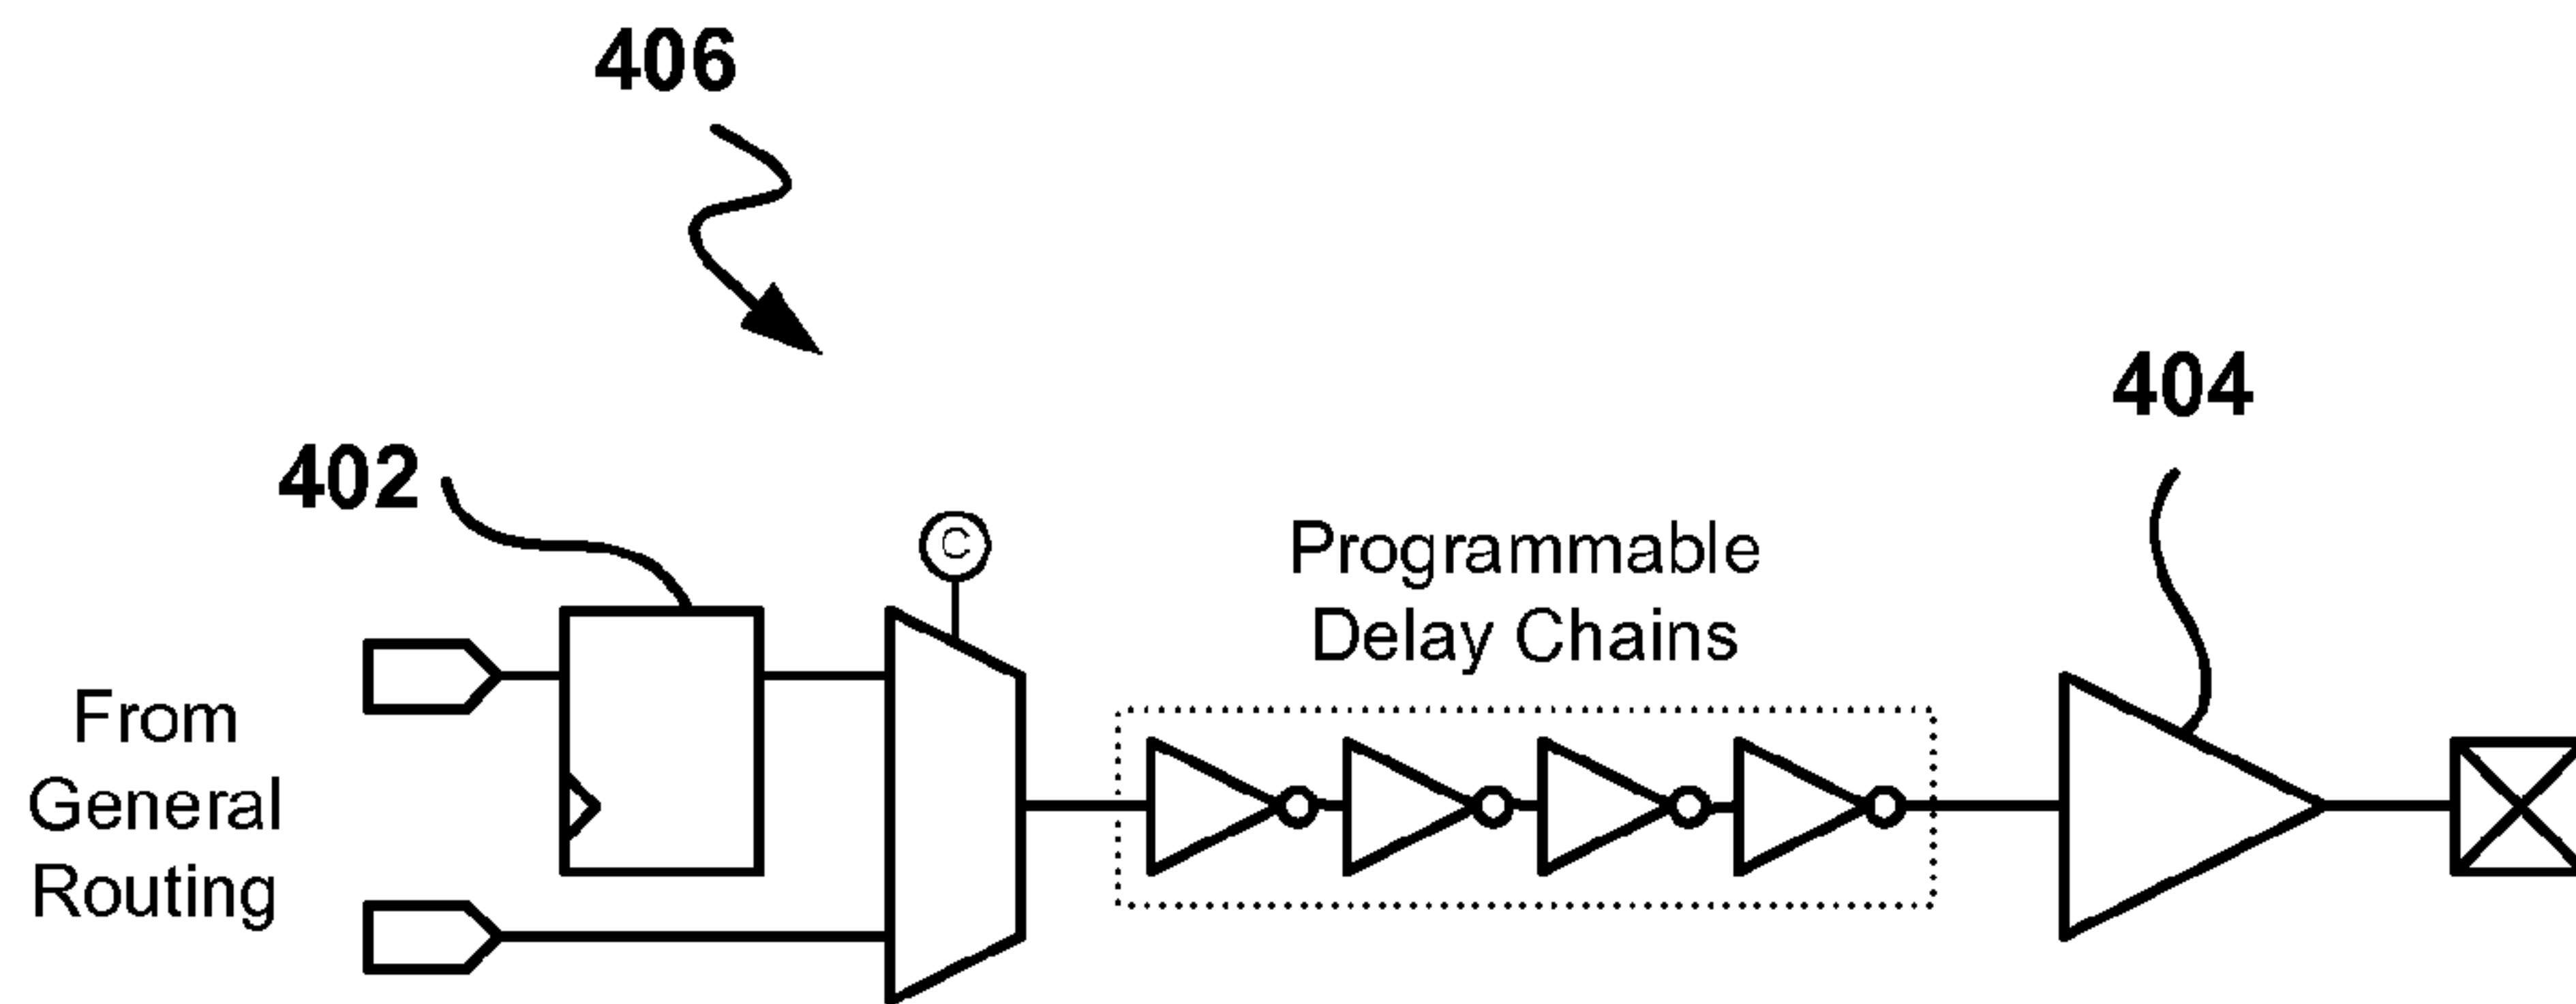 406
404
402
C
Programmable
Delay Chains
From
General
Routing